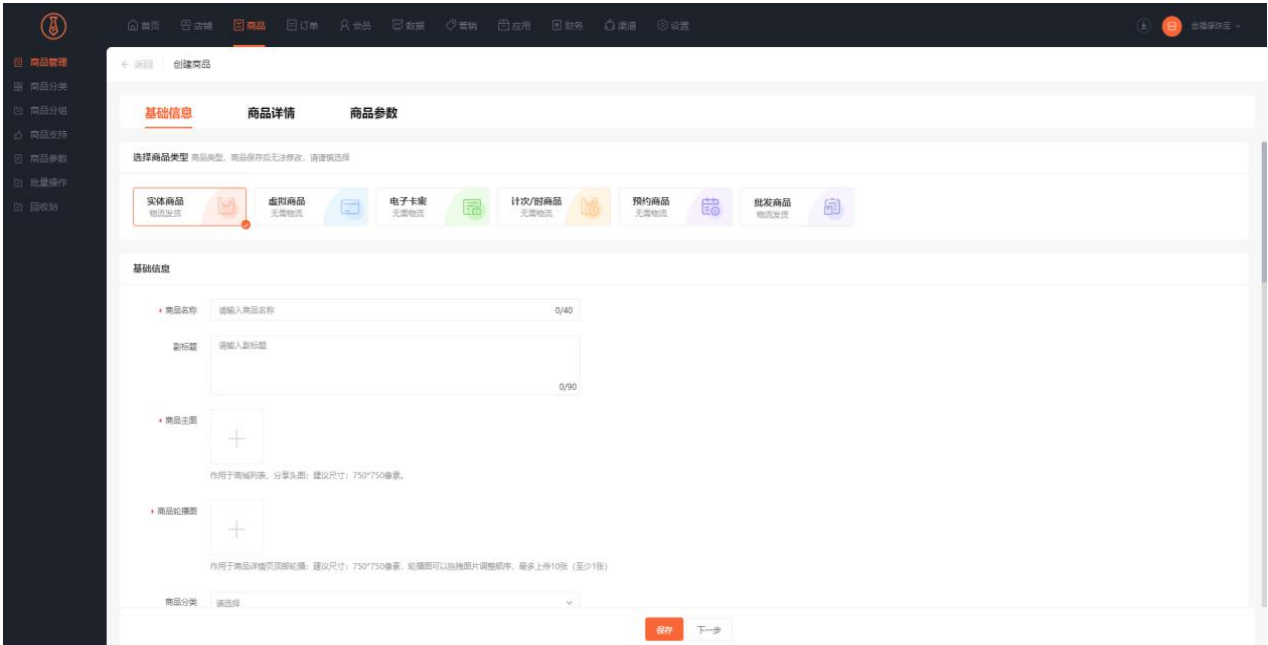 首页 店铺 商品 订单 会员 数据 营销 应用 财务 渠道 设置
商品管理
商品分类
商品分组
商品支持
商品参数
批量操作
回收站
返回 创建商品
基础信息 商品详情 商品参数
选择商品类型 商品类型，商品保存后无法修改，请谨慎选择
实体商品 虚拟商品 电子卡密 计次/时商品 预约商品 批发商品
物流发货 无需物流 无需物流 无需物流 无需物流 物流发货
基础信息
* 商品名称 请输入商品名称 0/40
副标题 请输入副标题
0/90
* 商品主图
作用于商城列表、分享头图；建议尺寸：750*750像素。
* 商品轮播图
作用于商品详情页顶部轮播；建议尺寸：750*750像素，轮播图可以拖拽图片调整顺序，最多上传10张（至少1张）
商品分类 请选择
保存 下一步